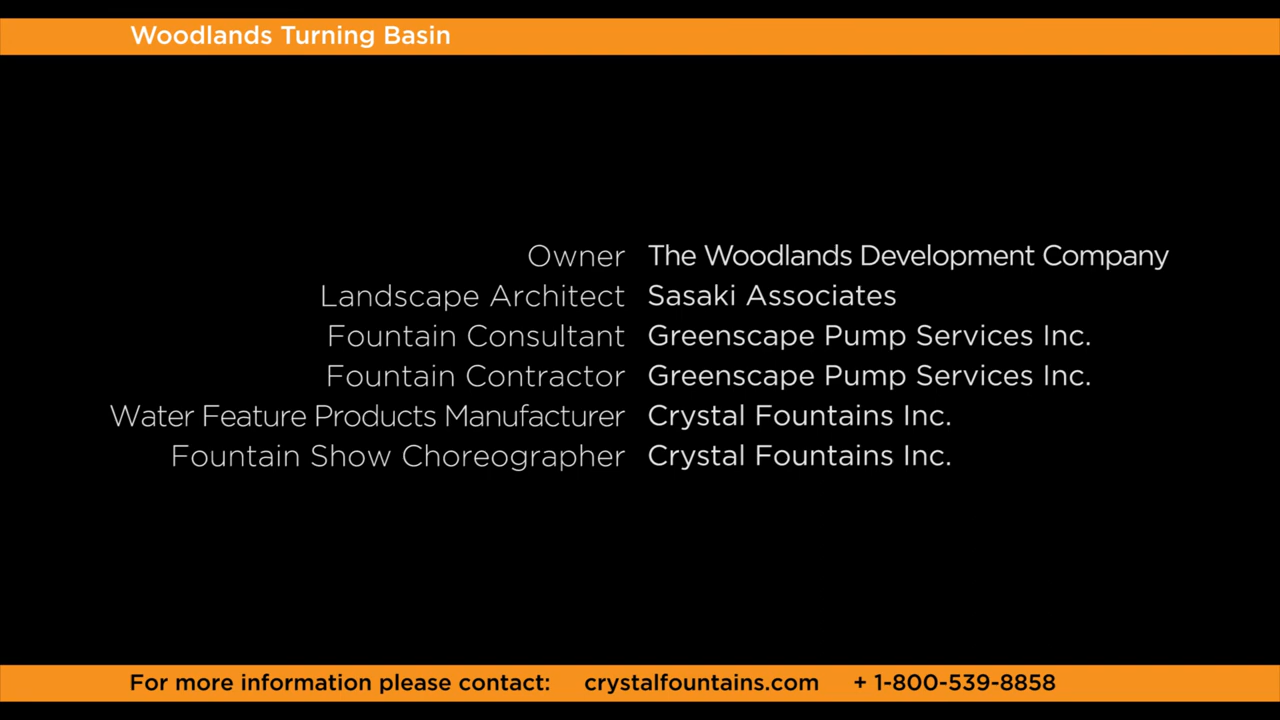 Woodlands Turning Basin
Owner The Woodlands Development Company
Landscape Architect Sasaki Associates
Fountain Consultant Greenscape Pump Services Inc.
Fountain Contractor Greenscape Pump Services Inc.
Water Feature Products Manufacturer Crystal Fountains Inc.
Fountain Show Choreographer Crystal Fountains Inc.
For more information please contact: crystalfountains.com + 1-800-539-8858